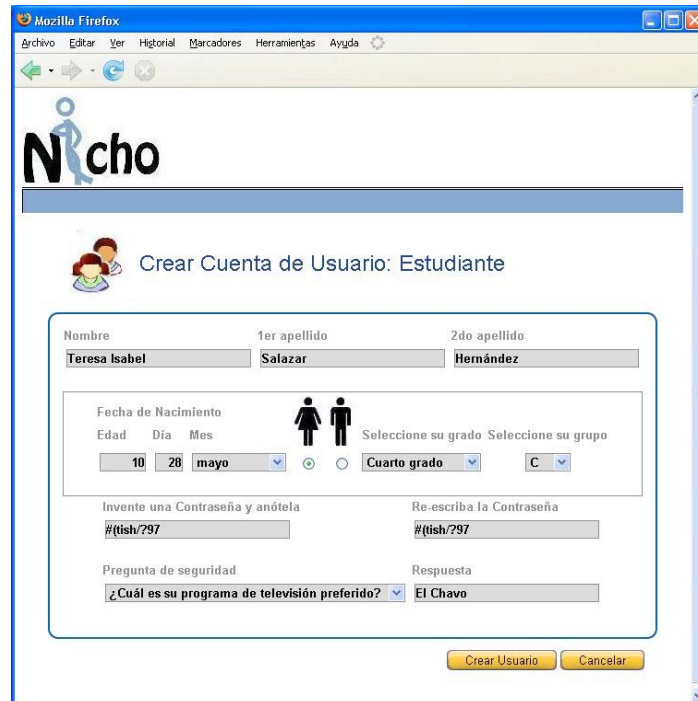 Mozilla Firefox
Archivo Editar Ver Historial Marcadores Herramientas Ayuda
Nicho
Crear Cuenta de Usuario: Estudiante
Nombre 1er apellido 2do apellido
Teresa Isabel Salazar Hernández
Fecha de Nacimiento
Edad Día Mes Seleccione su grado Seleccione su grupo
10 28 mayo Cuarto grado C
Invente una Contraseña y anótela Re-escriba la Contraseña
#(tish/?97 #(tish/?97
Pregunta de seguridad Respuesta
¿Cuál es su programa de televisión preferido? El Chavo
Crear Usuario Cancelar